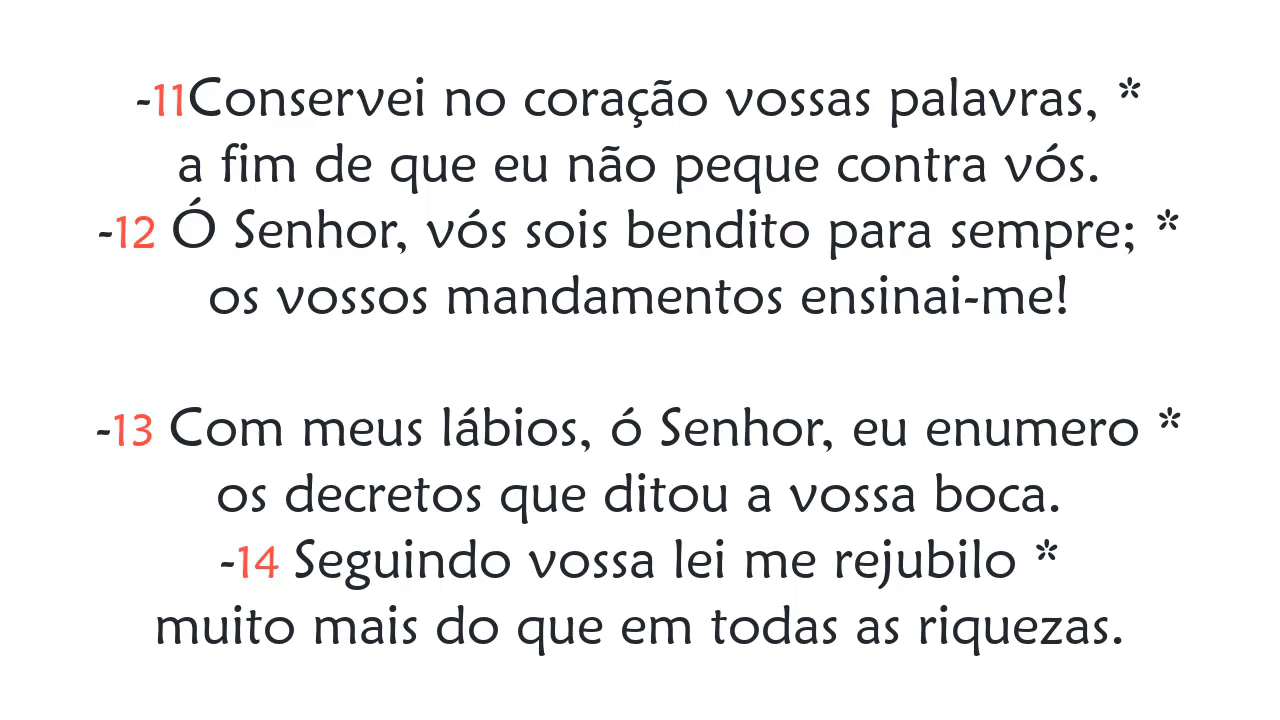 -11Conservei no coração vossas palavras, *
a fim de que eu não peque contra vós.
-12 Ó Senhor, vós sois bendito para sempre; *
os vossos mandamentos ensinai-me!
-13 Com meus lábios, ó Senhor, eu enumero *
os decretos que ditou a vossa boca.
-14 Seguindo vossa lei me rejubilo *
muito mais do que em todas as riquezas.